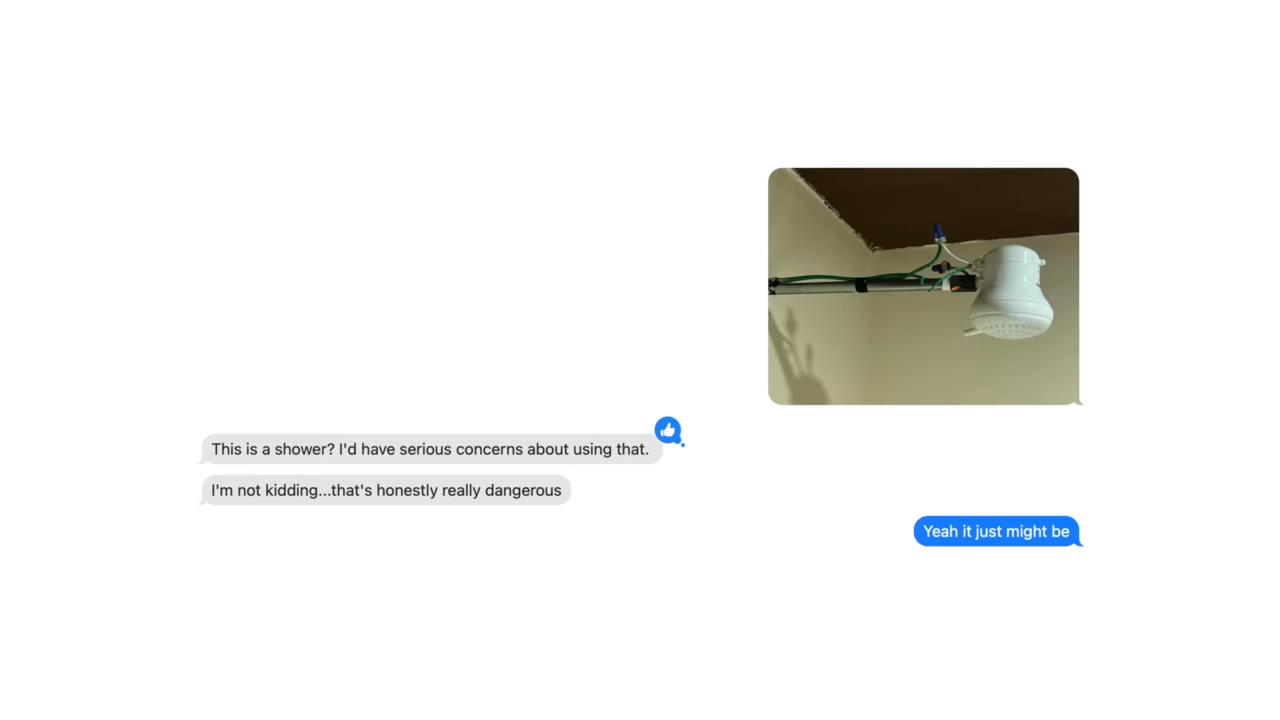 This is a shower? I'd have serious concerns about using that.
I'm not kidding...that's honestly really dangerous
Yeah it just might be